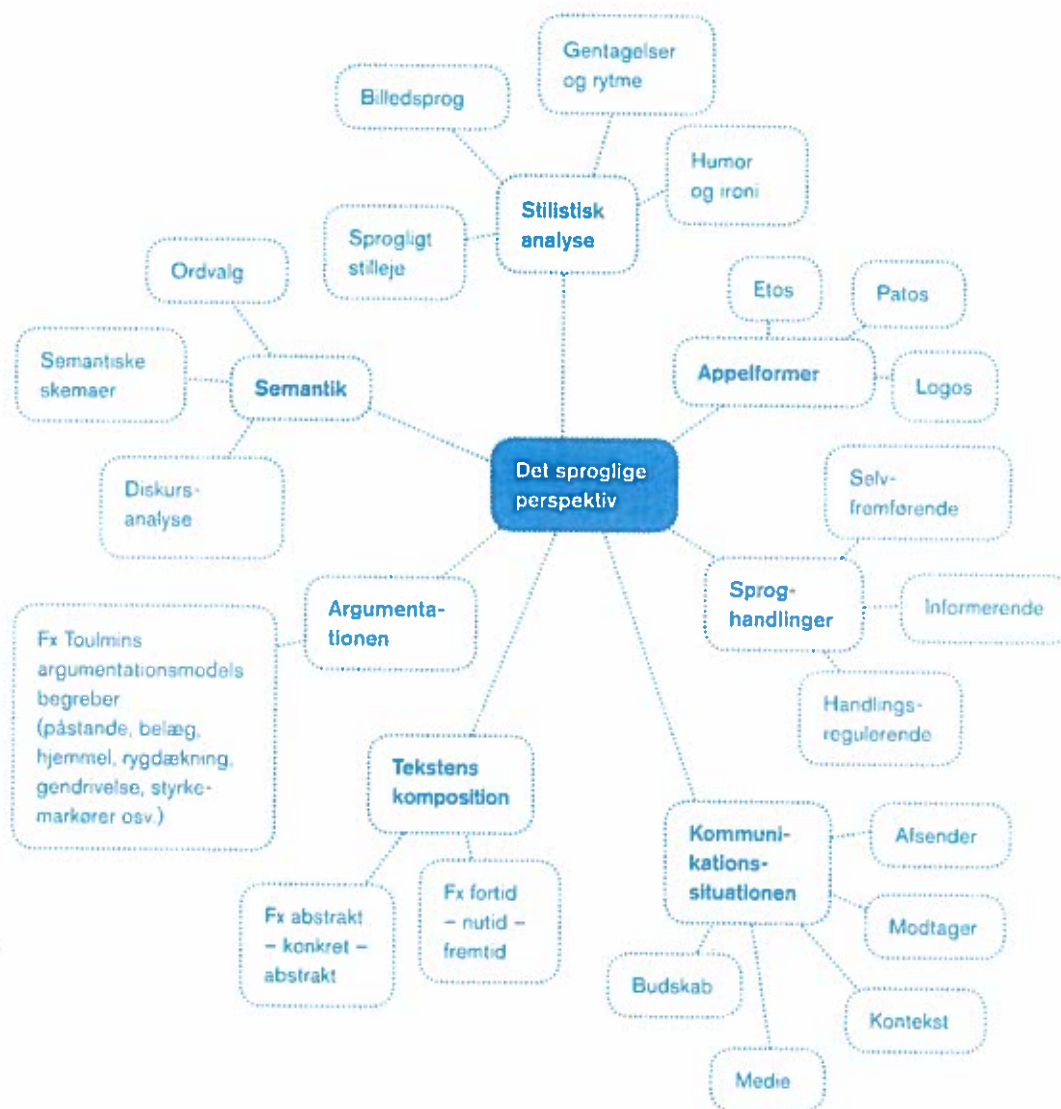 Gentagelser
og rytme
Billedsprog
Humor
og ironi
Stilistisk
analyse
Sprogligt
stilleje
Ordvalg
Etos
Patos
Semantiske
skemaer
Semantik
Appelformer
Logos
Det sproglige
perspektiv
Diskurs-
analyse
Selv-
fremførende
Argumenta-
tionen
Sprog-
handlinger
Informerende
Fx Toulmins
argumentationsmodels
begreber
(påstande, belæg,
hjemmel, rygdækning,
gendrivelse, styrke-
markører osv.)
Handlings-
regulerende
Tekstens
komposition
Kommuni-
kations-
situationen
Afsender
Fx abstrakt
– konkret –
abstrakt
Fx fortid
– nutid –
fremtid
Modtager
Budskab
Kontekst
Medie